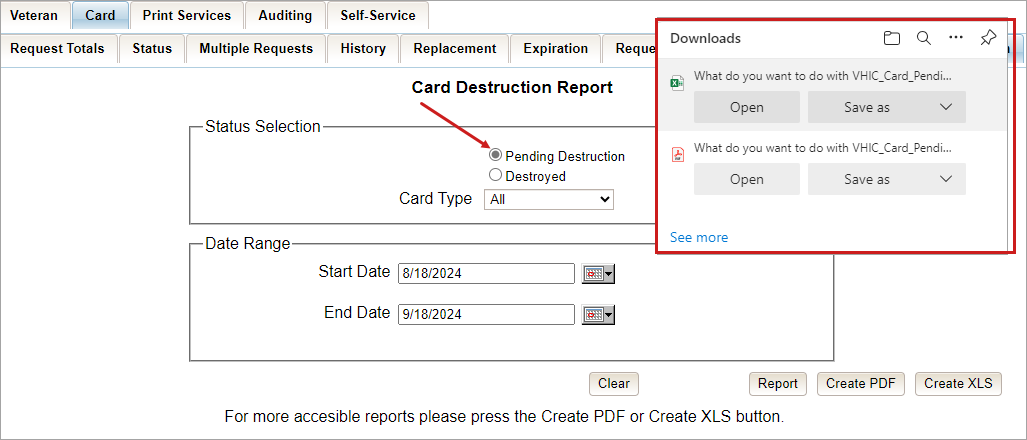 Veteran Card Print Services Auditing Self-Service
Request Totals Status Multiple Requests History Replacement Expiration
Downloads
What do you want to do with VHIC_Card_Pendi...
Open Save as
What do you want to do with VHIC_Card_Pendi...
Open Save as
See more
Card Destruction Report
Status Selection
Pending Destruction
Destroyed
Card Type All
Date Range
Start Date 8/18/2024
End Date 9/18/2024
Clear Report Create PDF Create XLS
For more accesible reports please press the Create PDF or Create XLS button.